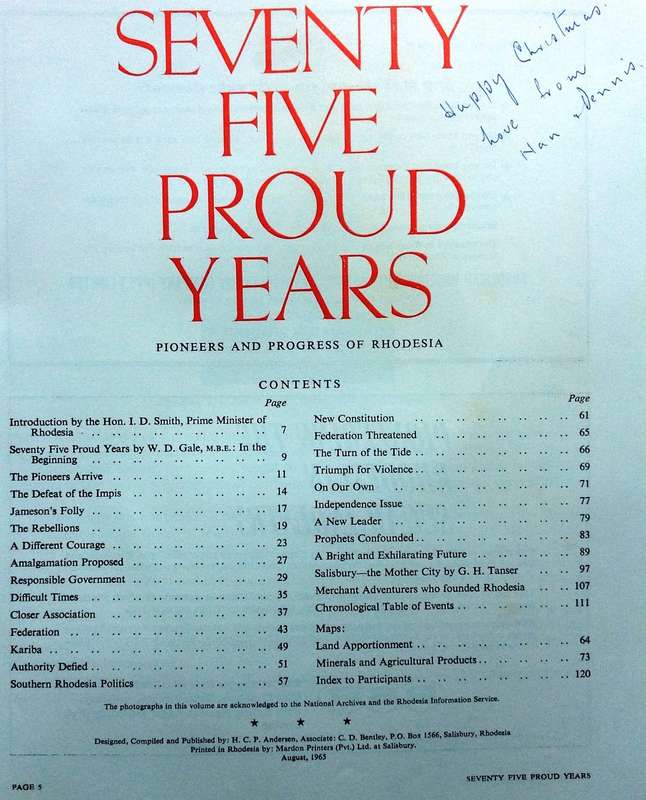 SEVENTY
FIVE
PROUD
YEARS
Happy Christmas.
love from
Nan & Dennis.
PIONEERS AND PROGRESS OF RHODESIA
CONTENTS
Page
Introduction by the Hon. I. D. Smith, Prime Minister of
Rhodesia .. .. .. .. .. .. .. .. 7
Seventy Five Proud Years by W. D. Gale, M.B.E.: In the
Beginning .. .. .. .. .. .. .. .. 9
The Pioneers Arrive .. .. .. .. .. .. .. 11
The Defeat of the Impis .. .. .. .. .. .. 14
Jameson's Folly .. .. .. .. .. .. .. 17
The Rebellions .. .. .. .. .. .. .. 19
A Different Courage .. .. .. .. .. .. .. 23
Amalgamation Proposed .. .. .. .. .. .. 27
Responsible Government .. .. .. .. .. .. 29
Difficult Times .. .. .. .. .. .. .. 35
Closer Association .. .. .. .. .. .. .. 37
Federation .. .. .. .. .. .. .. .. 43
Kariba .. .. .. .. .. .. .. .. .. 49
Authority Defied .. .. .. .. .. .. .. .. 51
Southern Rhodesia Politics .. .. .. .. .. .. 57
Page
New Constitution .. .. .. .. .. .. .. 61
Federation Threatened .. .. .. .. .. .. 65
The Turn of the Tide .. .. .. .. .. .. .. 66
Triumph for Violence .. .. .. .. .. .. .. 69
On Our Own .. .. .. .. .. .. .. .. 71
Independence Issue .. .. .. .. .. .. .. 77
A New Leader .. .. .. .. .. .. .. 79
Prophets Confounded .. .. .. .. .. .. .. 83
A Bright and Exhilarating Future .. .. .. .. .. 89
Salisbury—the Mother City by G. H. Tanser .. .. .. 97
Merchant Adventurers who founded Rhodesia .. .. 107
Chronological Table of Events .. .. .. .. .. .. 111
Maps:
Land Apportionment .. .. .. .. .. .. .. 64
Minerals and Agricultural Products .. .. .. .. .. 73
Index to Participants .. .. .. .. .. .. 120
The photographs in this volume are acknowledged to the National Archives and the Rhodesia Information Service.
★ ★ ★
Designed, Compiled and Published by: H. C. P. Andersen, Associate: C. D. Bentley, P.O. Box 1566, Salisbury, Rhodesia
Printed in Rhodesia by: Mardon Printers (Pvt.) Ltd. at Salisbury.
August, 1965
PAGE 5
SEVENTY FIVE PROUD YEARS